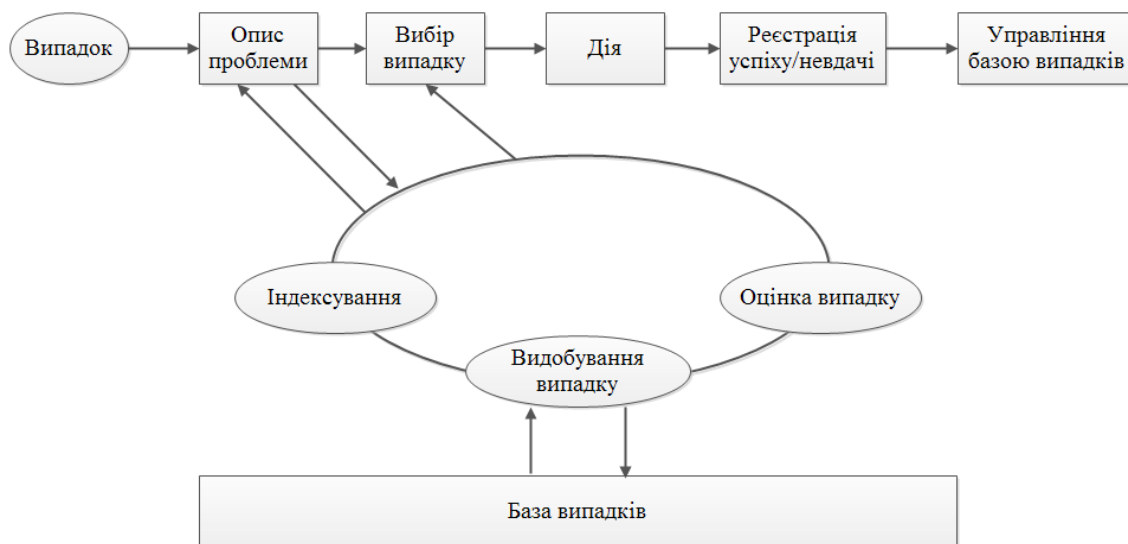 Випадок
Опис
проблеми
Вибір
випадку
Дія
Реєстрація
успіху/невдачі
Управління
базою випадків
Індексування
Оцінка випадку
Видобування
випадку
База випадків